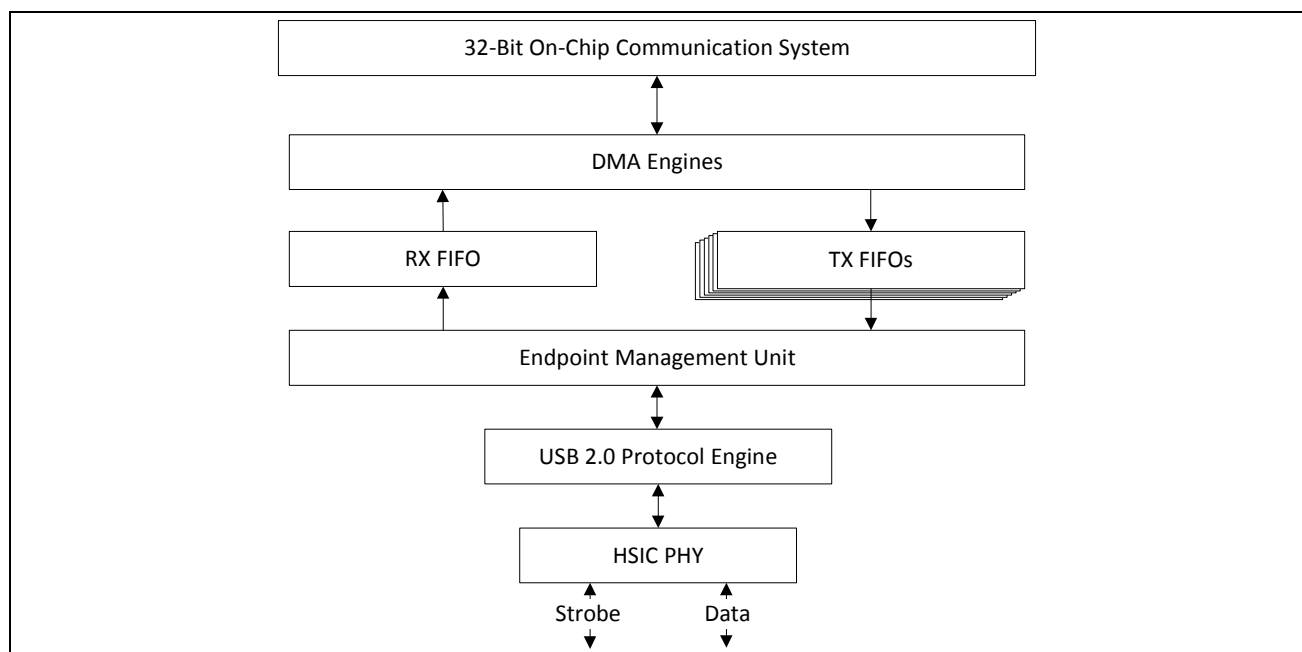 32-Bit On-Chip Communication System
DMA Engines
RX FIFO
TX FIFOs
Endpoint Management Unit
USB 2.0 Protocol Engine
HSIC PHY
Strobe
Data